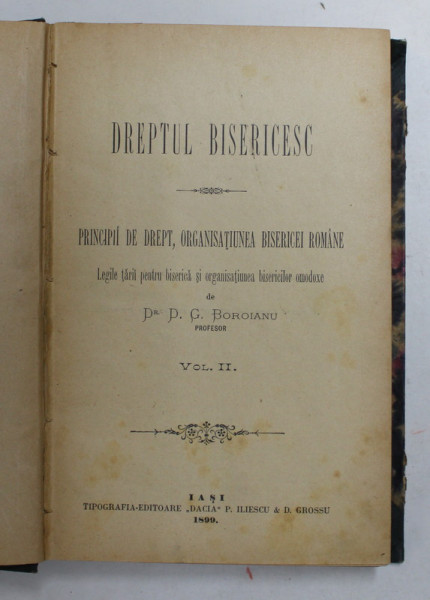 DREPTUL BISERICESC
PRINCIPIÍ DE DREPT, ORGANISAȚIUNEA BISERICEI ROMÂNE
Legile țării pentru biserică și organisațiunea bisericilor omodoxe
de
DR. D. G. BOROIANU
PROFESOR
VOL. II.
IAȘI
TIPOGRAFIA-EDITOARE „DACIA“ P. ILIESCU & D. GROSSU
1899.